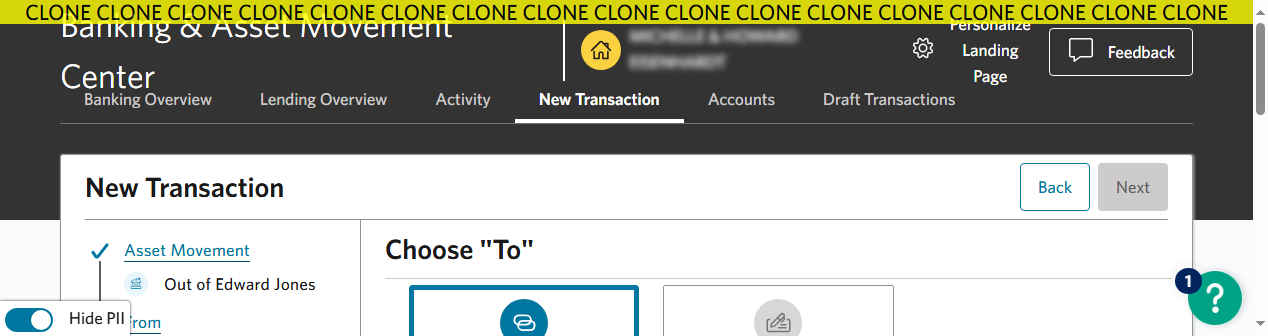 CLONE CLONE CLONE CLONE CLONE CLONE CLONE CLONE CLONE CLONE CLONE CLONE CLONE CLONE CLONE CLONE CLONE
Banking & Asset Movement
Center
Personalize
Landing
Page
Feedback
Banking Overview
Lending Overview
Activity
New Transaction
Accounts
Draft Transactions
New Transaction
Back
Next
Asset Movement
Out of Edward Jones
From
Choose "To"
Hide PII
1
?